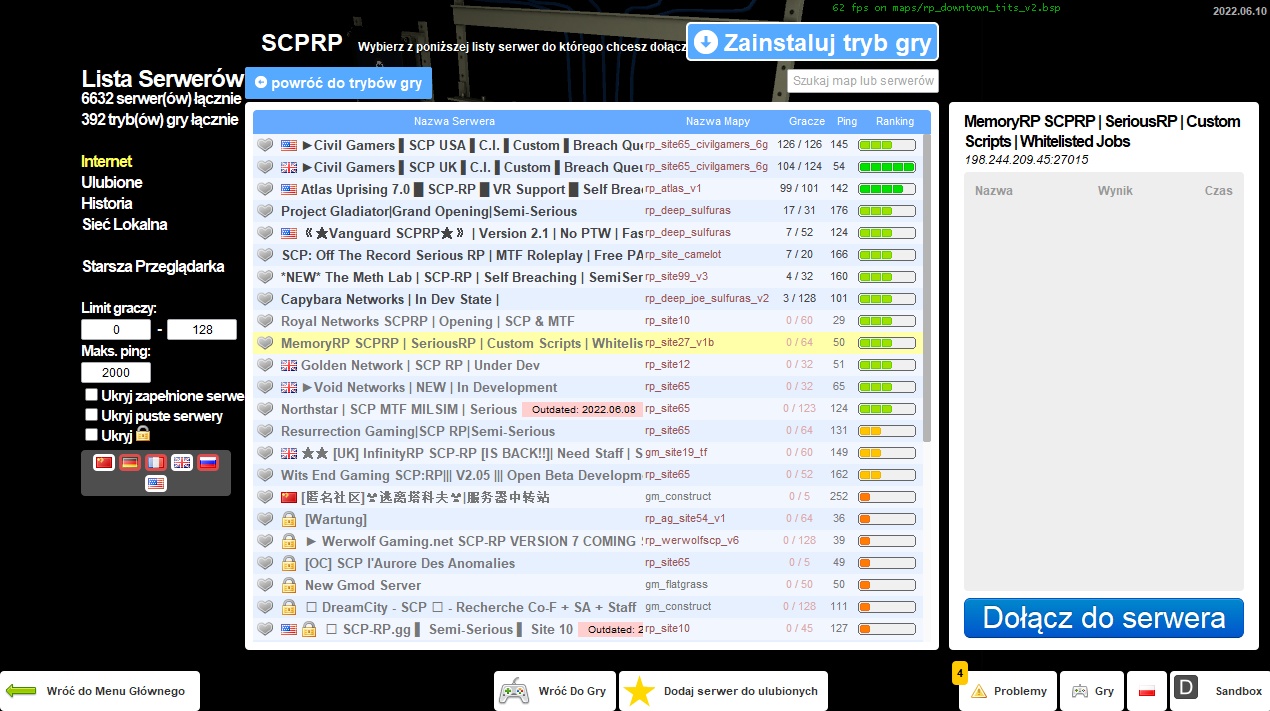 62 fps on maps/rp_downtown_tits_v2.bsp
2022.06.10
SCPRP Wybierz z poniższej listy serwer do którego chcesz dołącz
Zainstaluj tryb gry
Lista Serwerów
6632 serwer(ów) łącznie
392 tryb(ów) gry łącznie
powróć do trybów gry
Szukaj map lub serwerów
Internet
Ulubione
Historia
Sieć Lokalna
Starsza Przeglądarka
Limit graczy:
0 - 128
Maks. ping:
2000
Ukryj zapełnione serwe
Ukryj puste serwery
Ukryj
Nazwa Serwera Nazwa Mapy Gracze Ping Ranking
►Civil Gamers ▌SCP USA ▌C.I. ▌Custom ▌Breach Que rp_site65_civilgamers_6g 126 / 126 145
►Civil Gamers ▌SCP UK ▌C.I. ▌Custom ▌Breach Queu rp_site65_civilgamers_6g 104 / 124 54
Atlas Uprising 7.0 █ SCP-RP █ VR Support █ Self Brea rp_atlas_v1 99 / 101 142
Project Gladiator|Grand Opening|Semi-Serious rp_deep_sulfuras 17 / 31 176
《★Vanguard SCPRP★》 | Version 2.1 | No PTW | Fas rp_deep_sulfuras 7 / 52 124
SCP: Off The Record Serious RP | MTF Roleplay | Free PA rp_site_camelot 7 / 20 166
*NEW* The Meth Lab | SCP-RP | Self Breaching | SemiSer rp_site99_v3 4 / 32 160
Capybara Networks | In Dev State | rp_deep_joe_sulfuras_v2 3 / 128 101
Royal Networks SCPRP | Opening | SCP & MTF rp_site10 0 / 60 29
MemoryRP SCPRP | SeriousRP | Custom Scripts | Whitelis rp_site27_v1b 0 / 64 50
Golden Network | SCP RP | Under Dev rp_site12 0 / 32 51
►Void Networks | NEW | In Development rp_site65 0 / 32 65
Northstar | SCP MTF MILSIM | Serious Outdated: 2022.06.08 rp_site65 0 / 123 124
Resurrection Gaming|SCP RP|Semi-Serious rp_site65 0 / 64 131
★★ [UK] InfinityRP SCP-RP [IS BACK!!]| Need Staff | S gm_site19_tf 0 / 60 149
Wits End Gaming SCP:RP||| V2.05 ||| Open Beta Developm rp_site65 0 / 52 162
[匿名社区]☣逃离塔科夫☣|服务器中转站 gm_construct 0 / 5 252
[Wartung] rp_ag_site54_v1 0 / 64 36
► Werwolf Gaming.net SCP-RP VERSION 7 COMING rp_werwolfscp_v6 0 / 128 39
[OC] SCP l'Aurore Des Anomalies rp_site65 0 / 5 49
New Gmod Server gm_flatgrass 0 / 50 50
☐ DreamCity - SCP ☐ - Recherche Co-F + SA + Staff gm_construct 0 / 128 111
☐ SCP-RP.gg ▌ Semi-Serious ▌ Site 10 Outdated: 2 rp_site10 0 / 45 127
MemoryRP SCPRP | SeriousRP | Custom
Scripts | Whitelisted Jobs
198.244.209.45:27015
Nazwa Wynik Czas
Dołącz do serwera
Wróć do Menu Głównego
Wróć Do Gry
Dodaj serwer do ulubionych
4
Problemy
Gry
D Sandbox